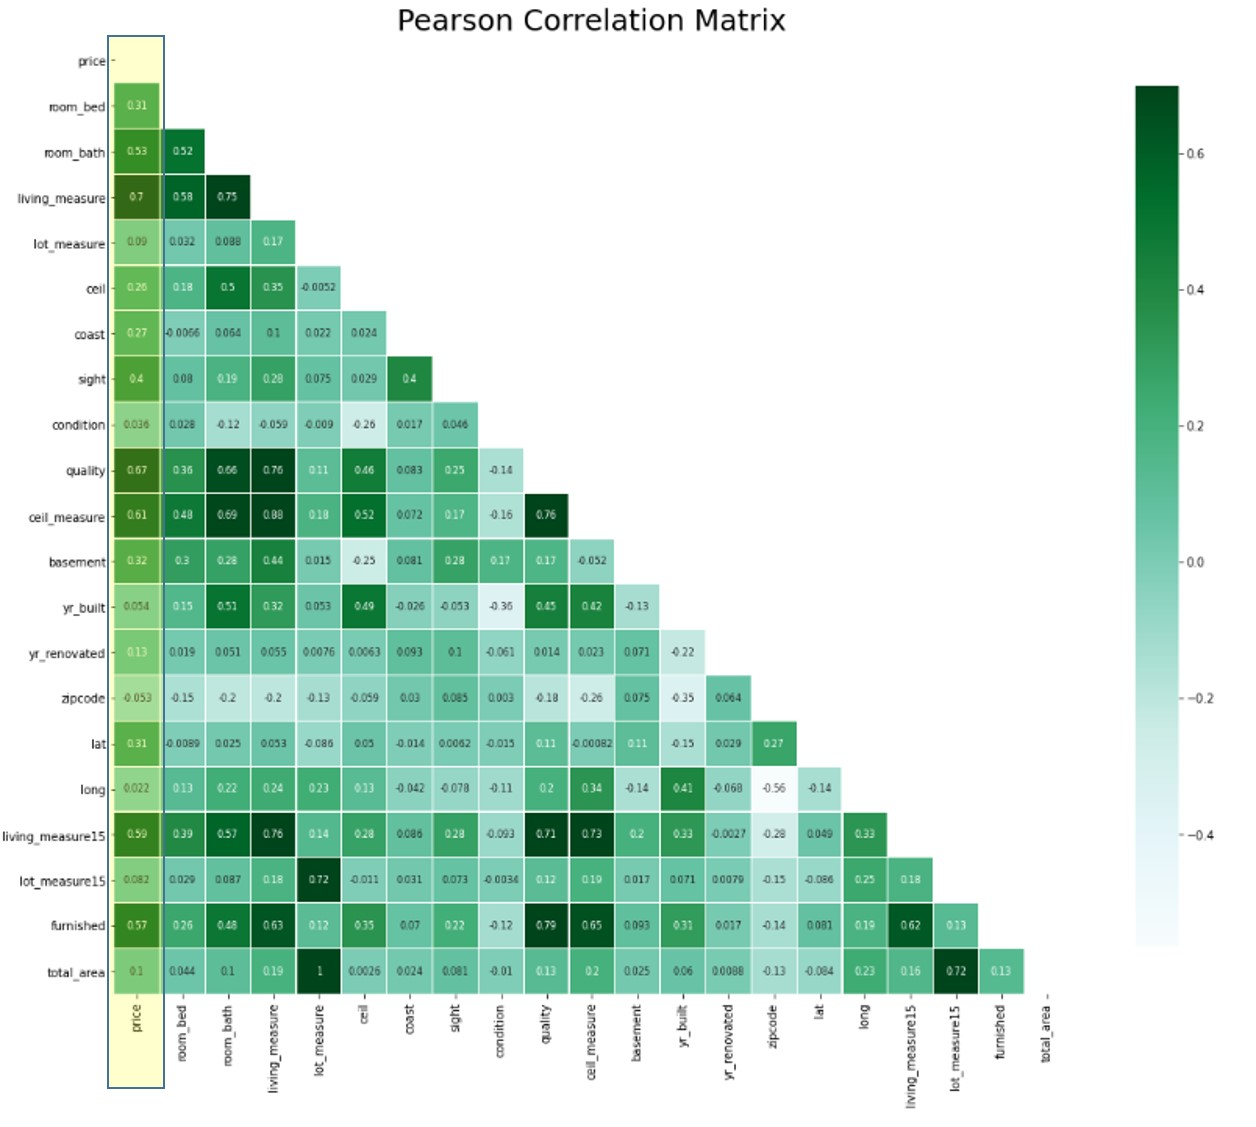 Pearson Correlation Matrix
price
room_bed 0.31
room_bath 0.53 0.52
living_measure 0.7 0.58 0.75
lot_measure 0.09 0.032 0.088 0.17
ceil 0.26 0.18 0.5 0.35 -0.0052
coast 0.27 -0.0066 0.064 0.1 0.022 0.024
sight 0.4 0.08 0.19 0.28 0.075 0.029 0.4
condition 0.036 0.028 -0.12 -0.059 -0.009 -0.26 0.017 0.046
quality 0.67 0.36 0.66 0.76 0.11 0.46 0.083 0.25 -0.14
ceil_measure 0.61 0.48 0.69 0.88 0.18 0.52 0.072 0.17 -0.16 0.76
basement 0.32 0.3 0.28 0.44 0.015 -0.25 0.081 0.28 0.17 0.17 -0.052
yr_built 0.054 0.15 0.51 0.32 0.053 0.49 -0.026 -0.053 -0.36 0.45 0.42 -0.13
yr_renovated 0.13 0.019 0.051 0.055 0.0076 0.0063 0.093 0.1 -0.061 0.014 0.023 0.071 -0.22
zipcode -0.053 -0.15 -0.2 -0.2 -0.13 -0.059 0.03 0.085 0.003 -0.18 -0.26 0.075 -0.35 0.064
lat 0.31 -0.0089 0.025 0.053 -0.086 0.05 -0.014 0.0062 -0.015 0.11 -0.00082 0.11 -0.15 0.029 0.27
long 0.022 0.13 0.22 0.24 0.23 0.13 -0.042 -0.078 -0.11 0.2 0.34 -0.14 0.41 -0.068 -0.56 -0.14
living_measure15 0.59 0.39 0.57 0.76 0.14 0.28 0.086 0.28 -0.093 0.71 0.73 0.2 0.33 -0.0027 -0.28 0.049 0.33
lot_measure15 0.082 0.029 0.087 0.18 0.72 -0.011 0.031 0.073 -0.0034 0.12 0.19 0.017 0.071 0.0079 -0.15 -0.086 0.25 0.18
furnished 0.57 0.26 0.48 0.63 0.12 0.35 0.07 0.22 -0.12 0.79 0.65 0.093 0.31 0.017 -0.14 0.081 0.19 0.62 0.13
total_area 0.1 0.044 0.1 0.19 1 0.0026 0.024 0.081 -0.01 0.13 0.2 0.025 0.06 0.0088 -0.13 -0.084 0.23 0.16 0.72 0.13
price room_bed room_bath living_measure lot_measure ceil coast sight condition quality ceil_measure basement yr_built yr_renovated zipcode lat long living_measure15 lot_measure15 furnished total_area
0.6
0.4
0.2
0.0
−0.2
−0.4